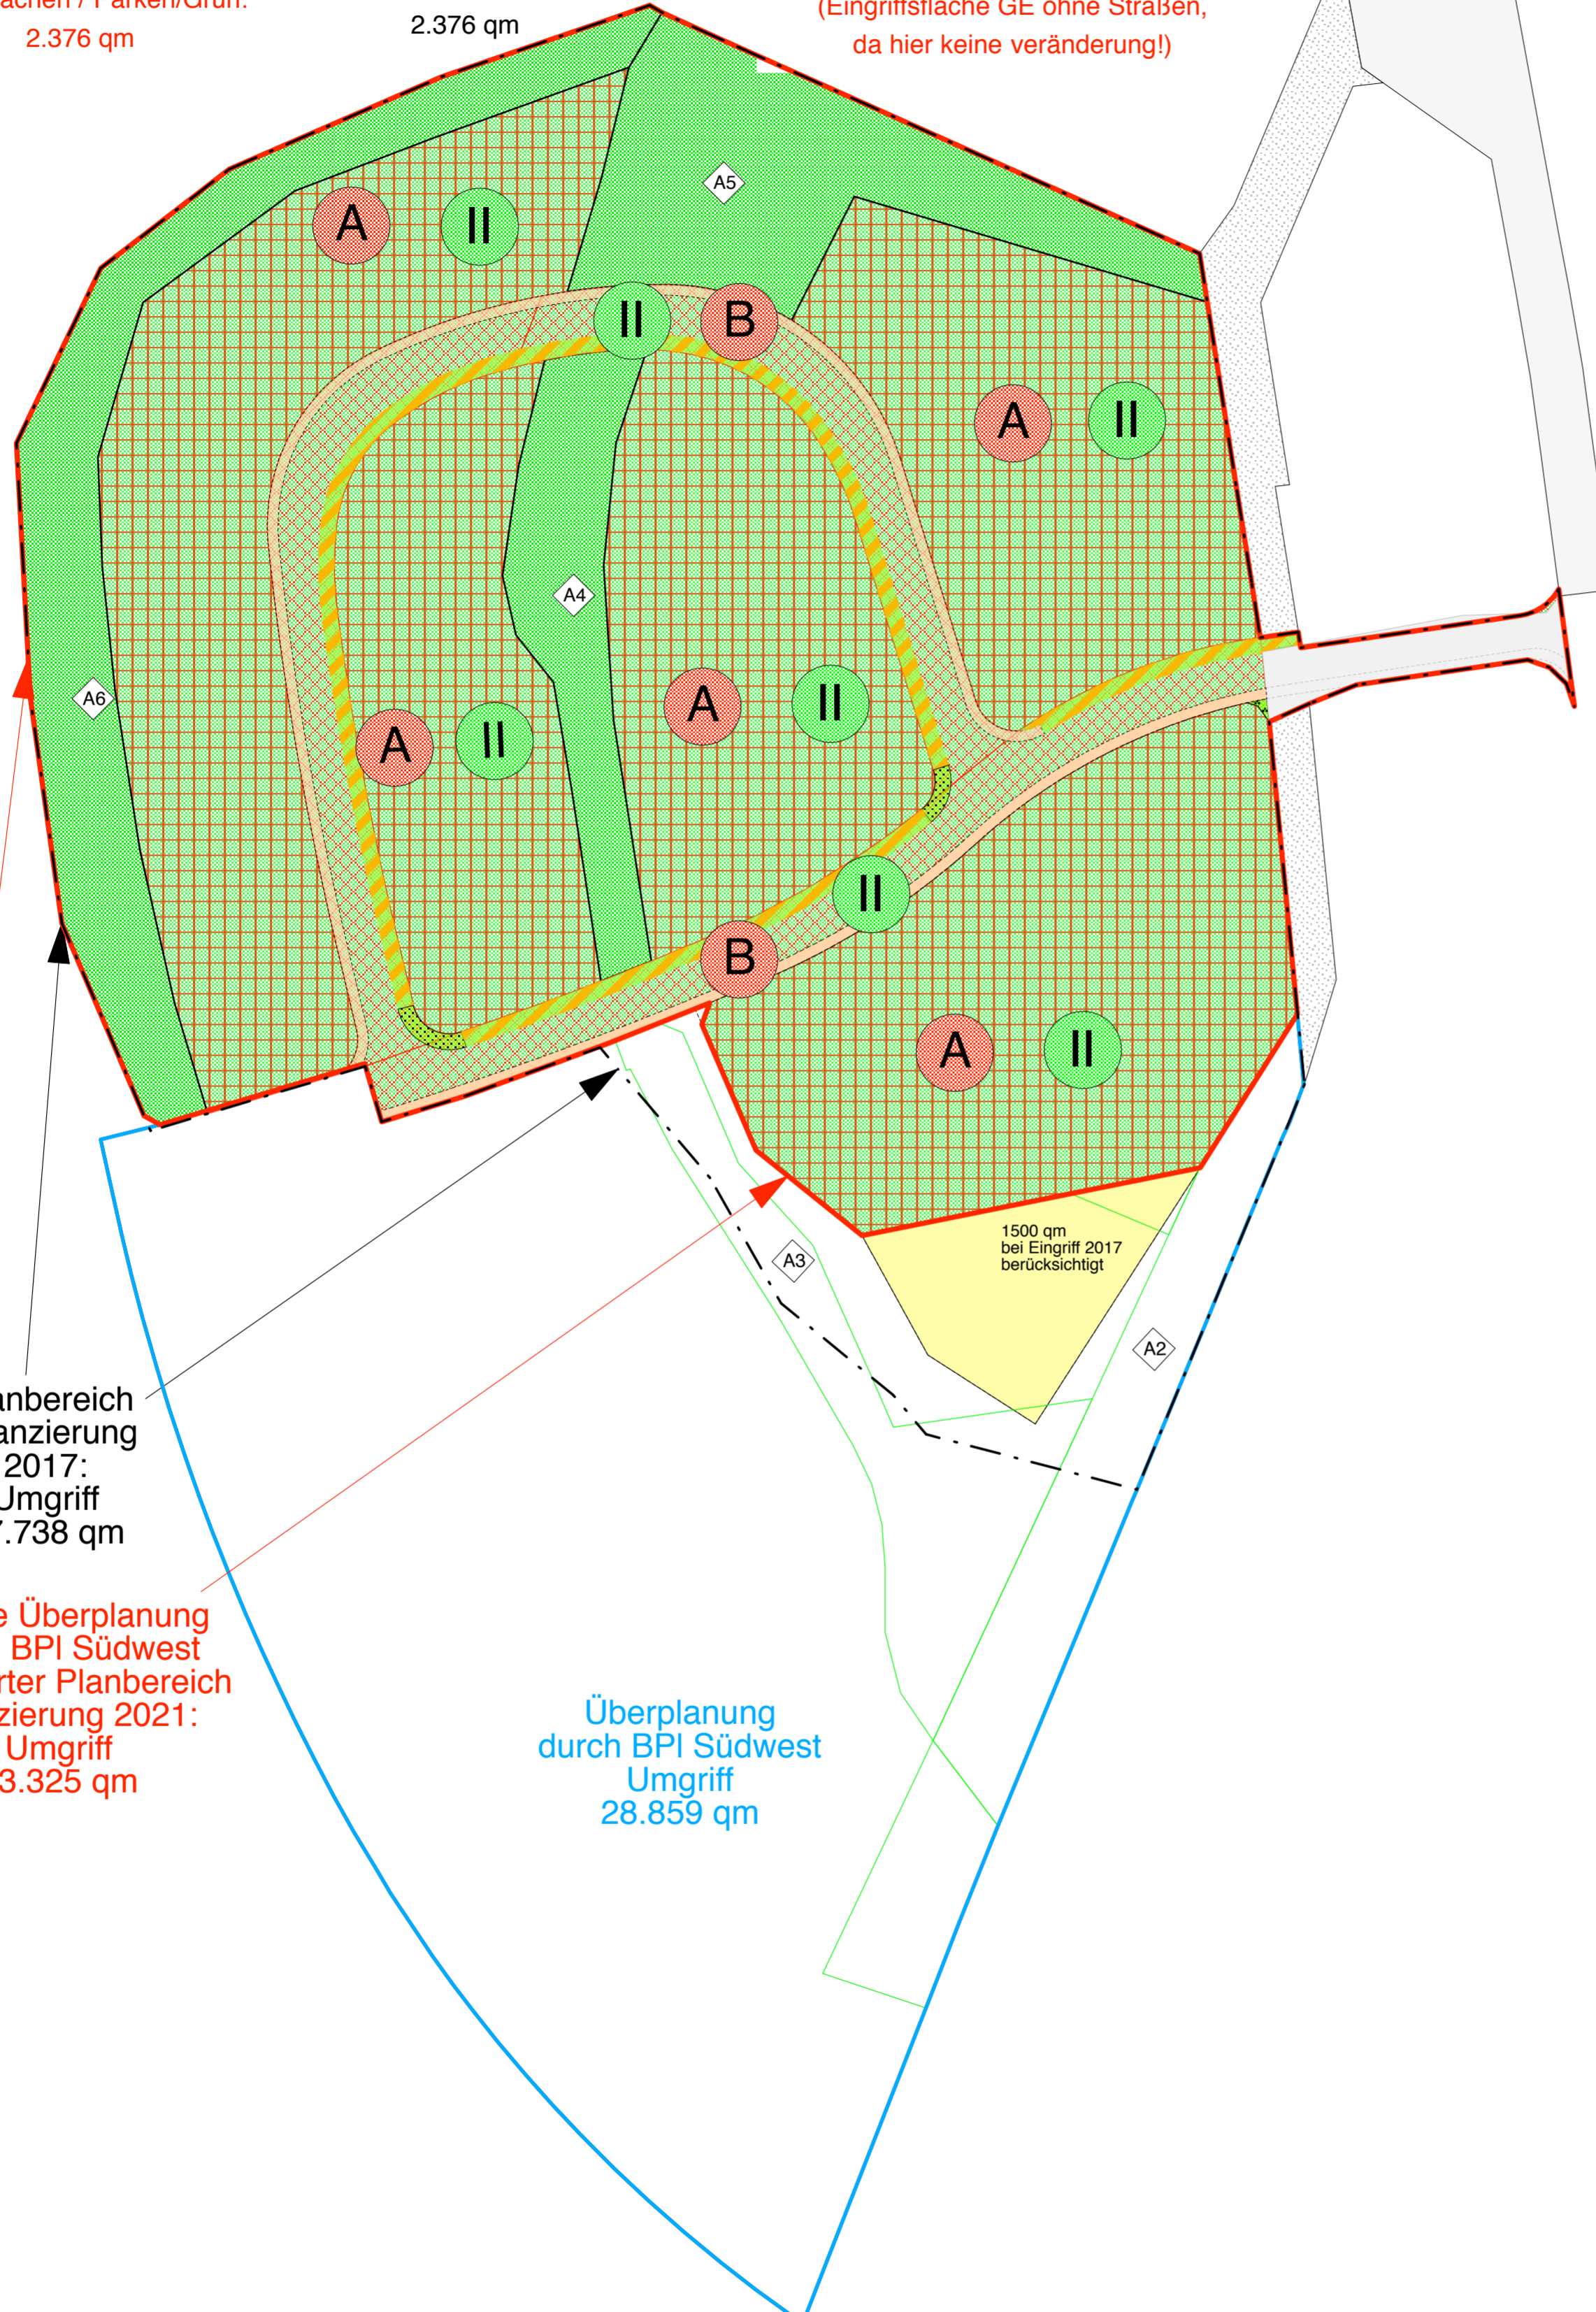 achen / Parken/Grün:
2.376 qm
2.376 qm
(Eingriffsfläche GE ohne Straßen,
da hier keine veränderung!)
A5
A II
II B
A II
A4
A6
A II
A II
II
B
A II
1500 qm
bei Eingriff 2017
berücksichtigt
A3
A2
anbereich
anzierung
2017:
Umgriff
7.738 qm
e Überplanung
BPl Südwest
rter Planbereich
zierung 2021:
Umgriff
3.325 qm
Überplanung
durch BPl Südwest
Umgriff
28.859 qm